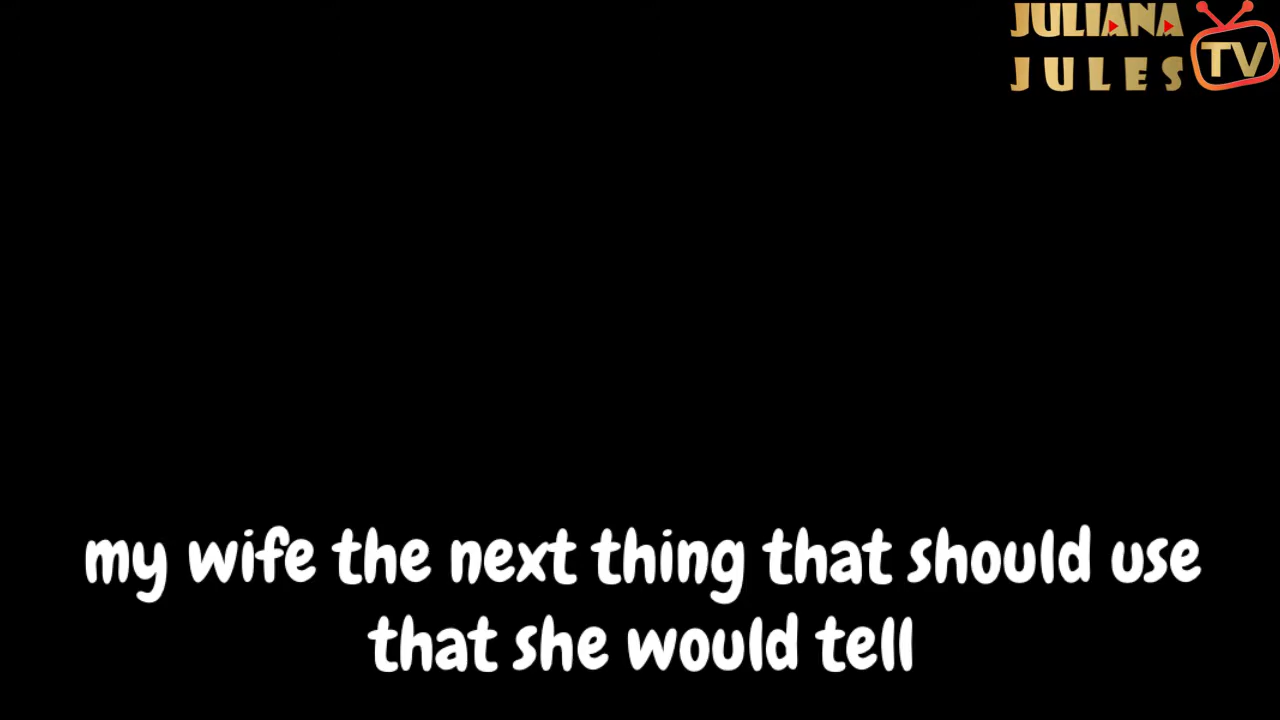 JULIANA
JULES
TV
my wife the next thing that should use
that she would tell